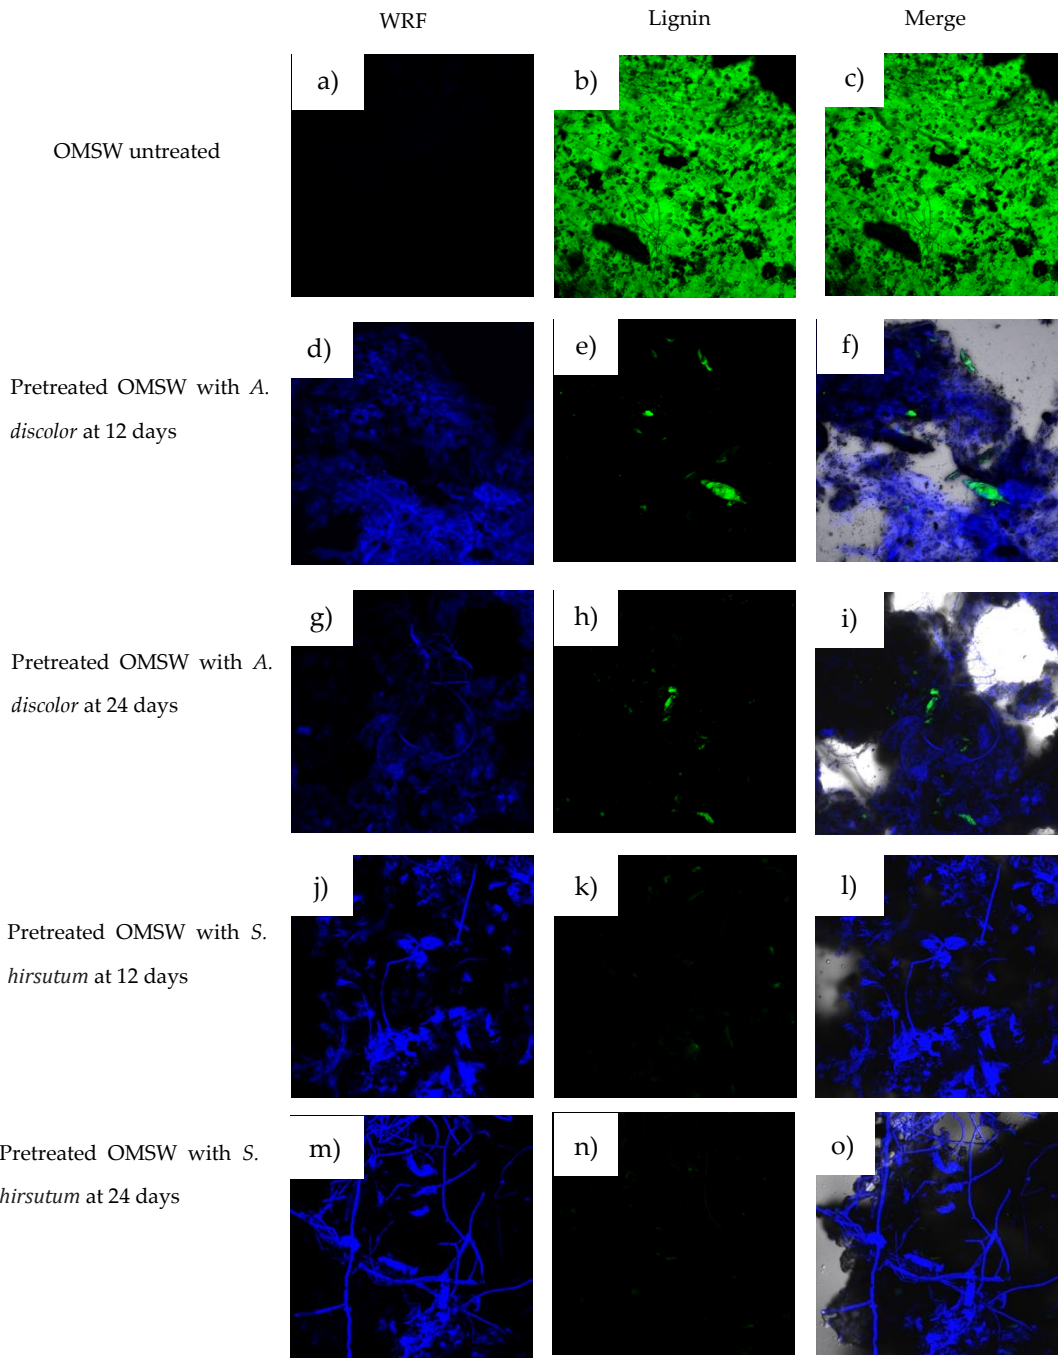 WRF Lignin Merge
a) b) c)
OMSW untreated
d) e) f)
Pretreated OMSW with A.
discolor at 12 days
g) h) i)
Pretreated OMSW with A.
discolor at 24 days
j) k) l)
Pretreated OMSW with S.
hirsutum at 12 days
m) n) o)
Pretreated OMSW with S.
hirsutum at 24 days